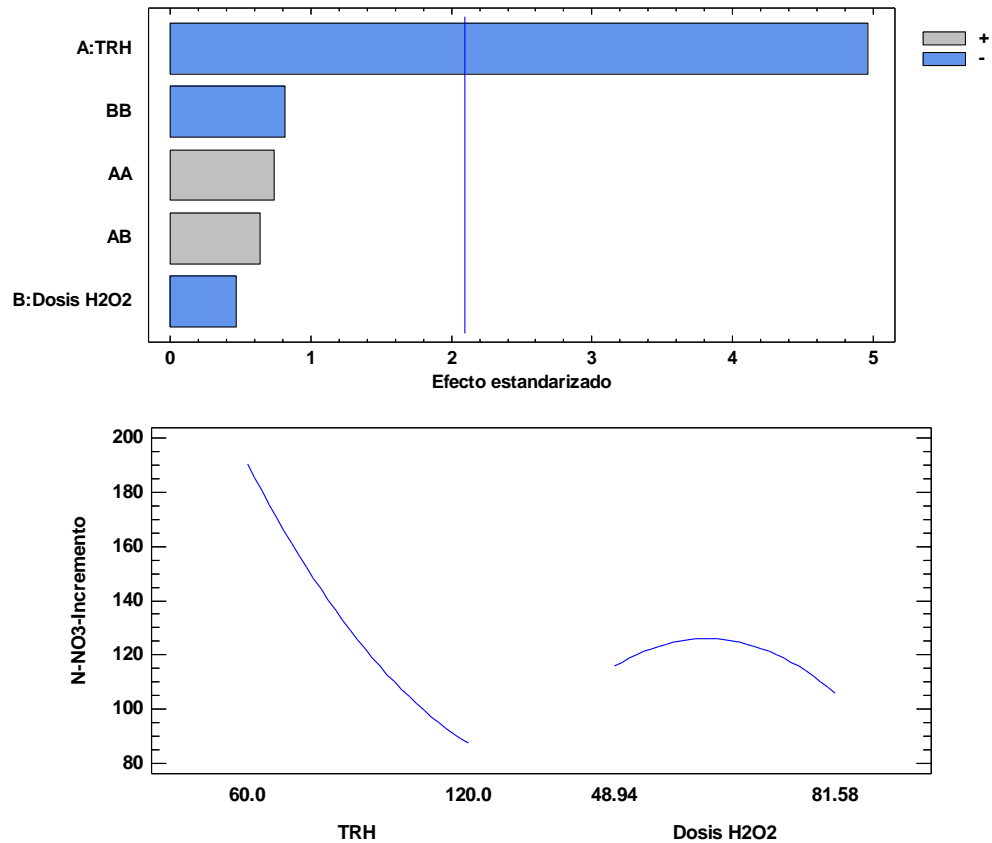 A:TRH
+
-
BB
AA
AB
B:Dosis H2O2
0 1 2 3 4 5
Efecto estandarizado
200
180
160
140
120
100
80
N-NO3-Incremento
60.0 120.0 48.94 81.58
TRH Dosis H2O2